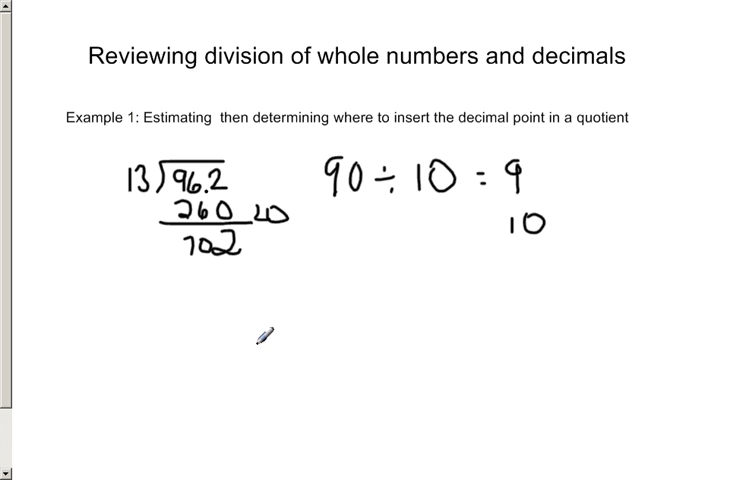 Reviewing division of whole numbers and decimals
Example 1: Estimating then determining where to insert the decimal point in a quotient
13)96.2
90 ÷ 10 = 9
260 20
10
702